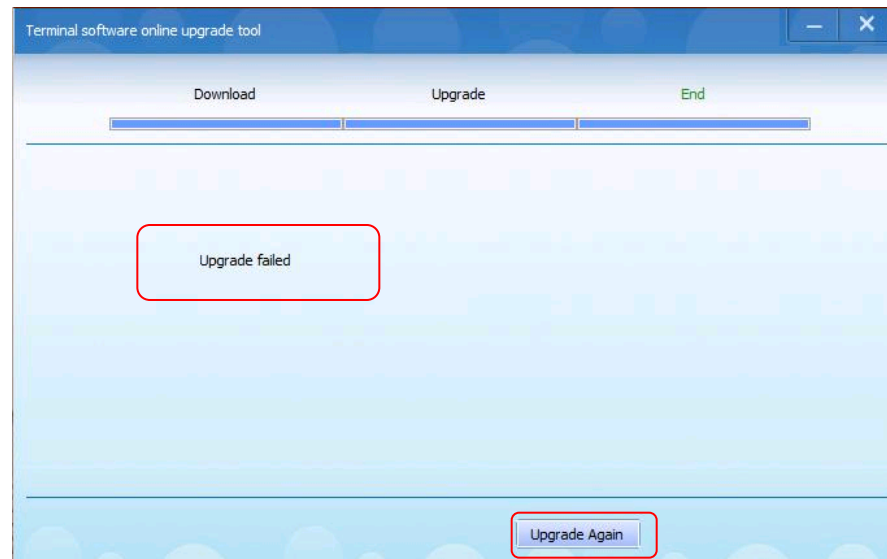 Terminal software online upgrade tool
Download Upgrade End
Upgrade failed
Upgrade Again